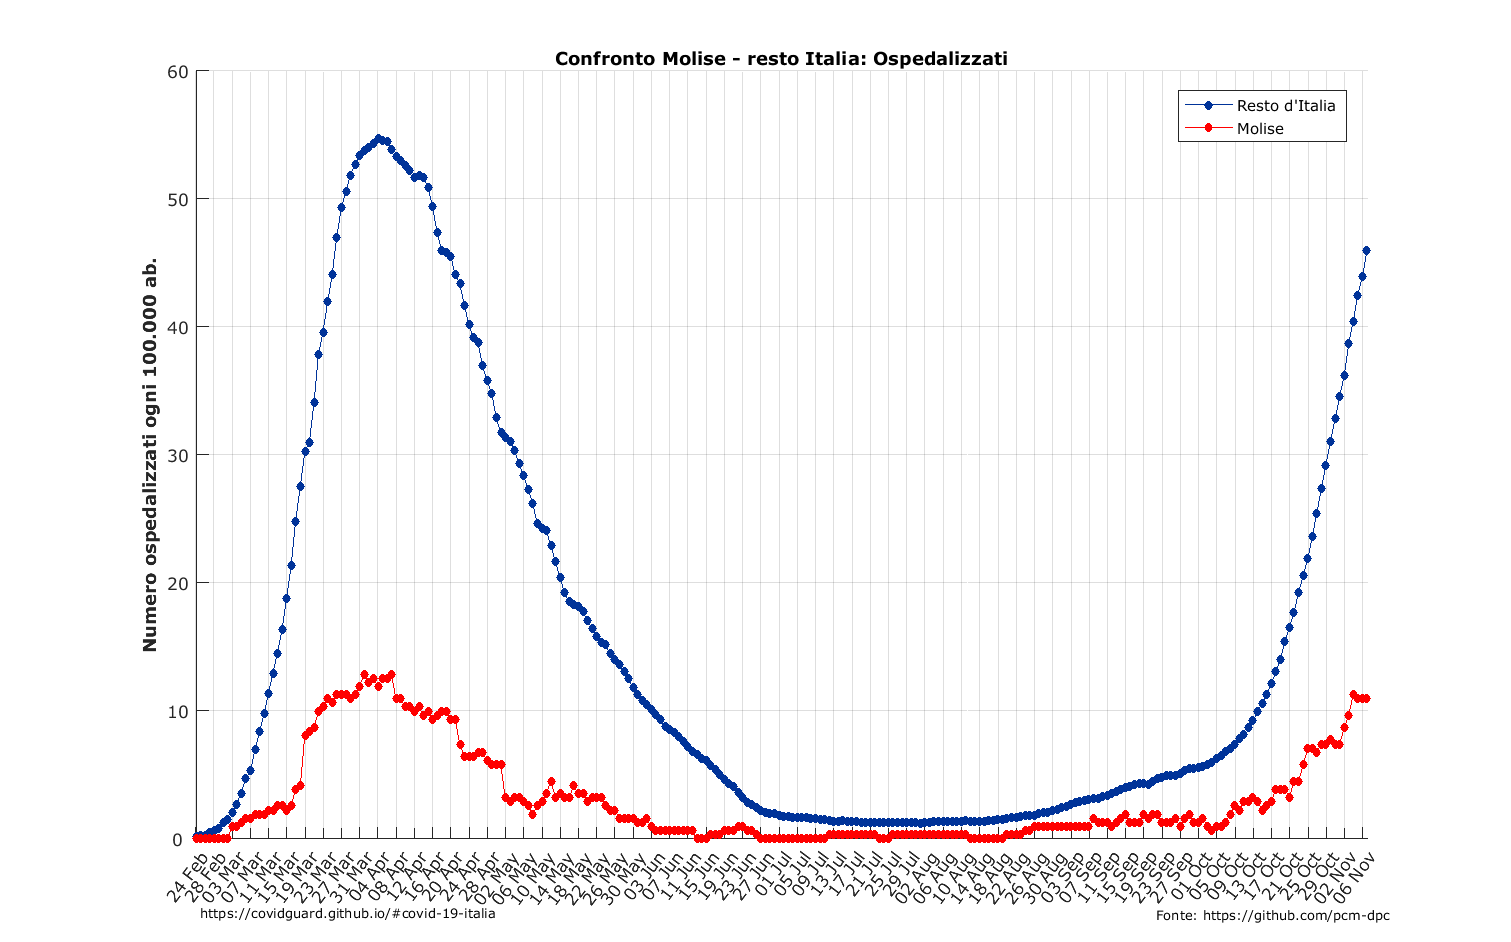 Confronto Molise - resto Italia: Ospedalizzati
Resto d'Italia
Molise
Numero ospedalizzati ogni 100.000 ab.
60
50
40
30
20
10
0
24 Feb
28 Feb
03 Mar
07 Mar
11 Mar
15 Mar
19 Mar
23 Mar
27 Mar
31 Mar
04 Apr
08 Apr
12 Apr
16 Apr
20 Apr
24 Apr
28 Apr
02 May
06 May
10 May
14 May
18 May
22 May
26 May
30 May
03 Jun
07 Jun
11 Jun
15 Jun
19 Jun
23 Jun
27 Jun
01 Jul
05 Jul
09 Jul
13 Jul
17 Jul
21 Jul
25 Jul
29 Jul
02 Aug
06 Aug
10 Aug
14 Aug
18 Aug
22 Aug
26 Aug
30 Aug
03 Sep
07 Sep
11 Sep
15 Sep
19 Sep
23 Sep
27 Sep
01 Oct
05 Oct
09 Oct
13 Oct
17 Oct
21 Oct
25 Oct
29 Oct
02 Nov
06 Nov
https://covidguard.github.io/#covid-19-italia
Fonte: https://github.com/pcm-dpc